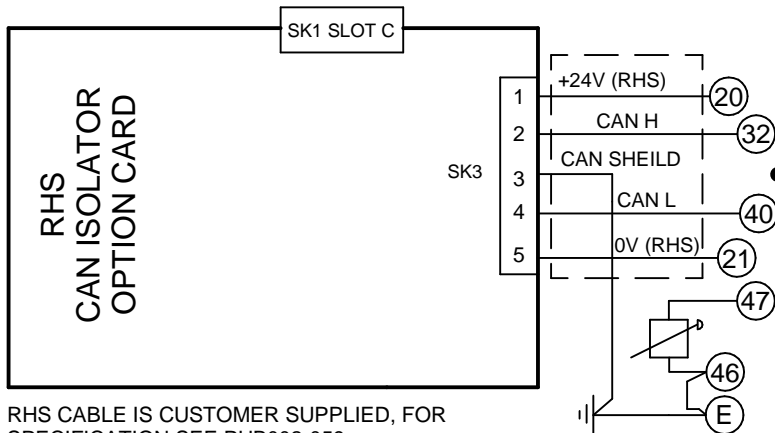 SK1 SLOT C
RHS
CAN ISOLATOR
OPTION CARD
SK3
1
+24V (RHS)
20
2
CAN H
32
3
CAN SHEILD
4
CAN L
40
5
0V (RHS)
21
47
46
E
RHS CABLE IS CUSTOMER SUPPLIED, FOR